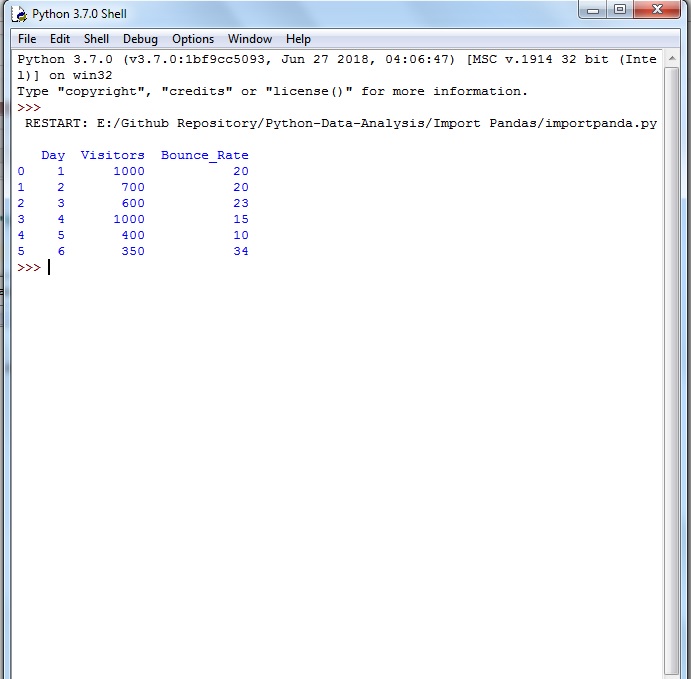 Python 3.7.0 Shell
File Edit Shell Debug Options Window Help
Python 3.7.0 (v3.7.0:1bf9cc5093, Jun 27 2018, 04:06:47) [MSC v.1914 32 bit (Inte
l)] on win32
Type "copyright", "credits" or "license()" for more information.
>>>
 RESTART: E:/Github Repository/Python-Data-Analysis/Import Pandas/importpanda.py
   Day  Visitors  Bounce_Rate
0    1      1000           20
1    2       700           20
2    3       600           23
3    4      1000           15
4    5       400           10
5    6       350           34
>>>